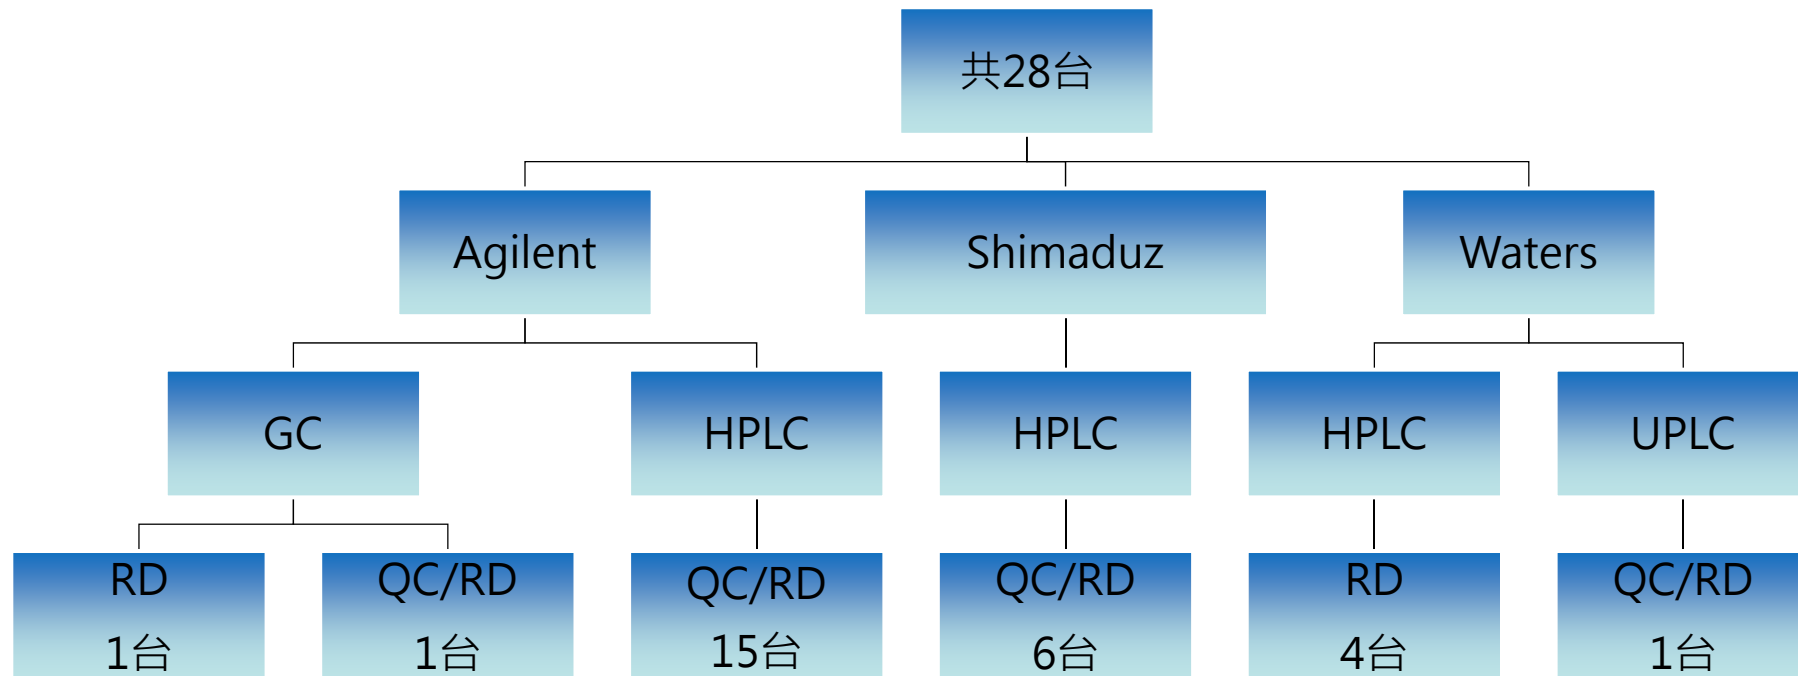 共28台
Agilent
Shimaduz
Waters
GC
HPLC
HPLC
HPLC
UPLC
RD
1台
QC/RD
1台
QC/RD
15台
QC/RD
6台
RD
4台
QC/RD
1台